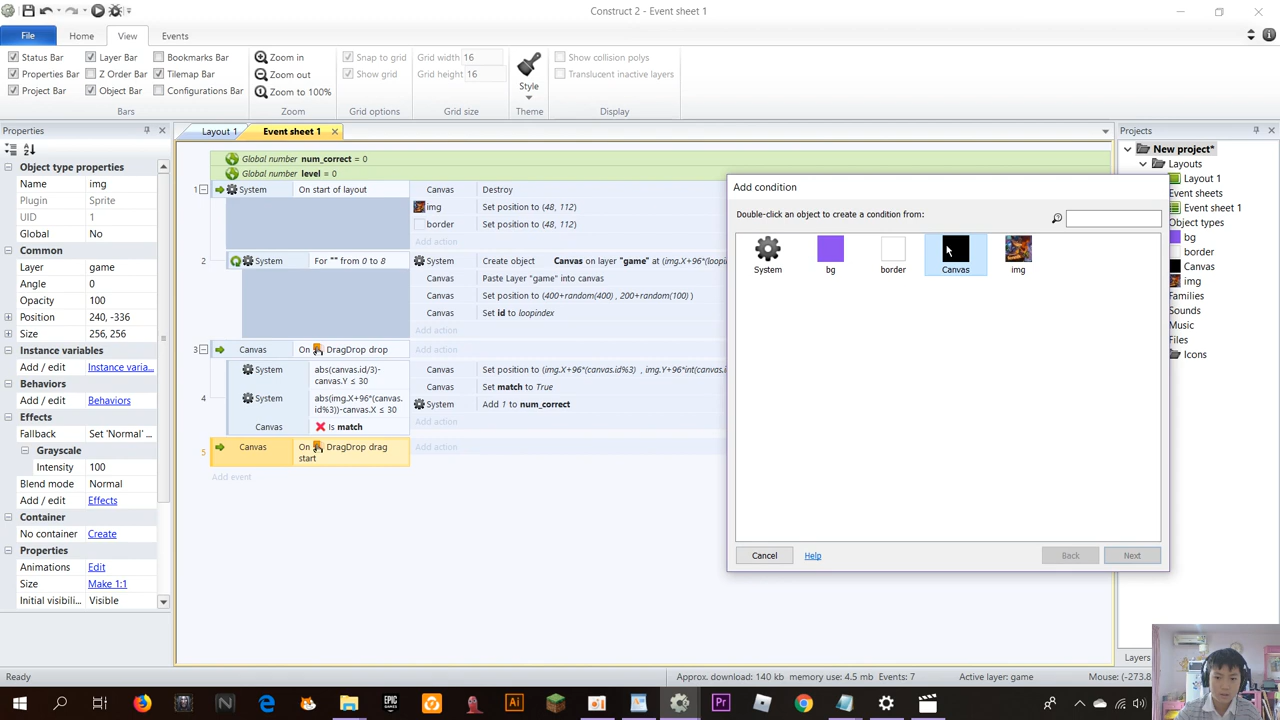 Construct 2 - Event sheet 1
File
Home
View
Events
Status Bar
Layer Bar
Bookmarks Bar
Properties Bar
Z Order Bar
Tilemap Bar
Project Bar
Object Bar
Configurations Bar
Bars
Zoom in
Zoom out
Zoom to 100%
Zoom
Snap to grid
Show grid
Grid options
Grid width 16
Grid height 16
Grid size
Style
Theme
Show collision polys
Translucent inactive layers
Display
Properties
Object type properties
Name img
Plugin Sprite
UID 1
Global No
Common
Layer game
Angle 0
Opacity 100
Position 240, -336
Size 256, 256
Instance variables
Add / edit Instance varia...
Behaviors
Add / edit Behaviors
Effects
Fallback Set 'Normal' ...
Grayscale
Intensity 100
Blend mode Normal
Add / edit Effects
Container
No container Create
Properties
Animations Edit
Size Make 1:1
Initial visibili... Visible
Layout 1
Event sheet 1
Global number num_correct = 0
Global number level = 0
1 System On start of layout
Canvas Destroy
img Set position to (48, 112)
border Set position to (48, 112)
Add action
2 System For "" from 0 to 8
System Create object Canvas on layer "game" at (img.X+96*(loopin
Canvas Paste Layer "game" into canvas
Canvas Set position to (400+random(400) , 200+random(100) )
Canvas Set id to loopindex
Add action
3 Canvas On DragDrop drop
Add action
4 System abs(canvas.id/3)-
canvas.Y ≤ 30
System abs(img.X+96*(canvas.
id%3))-canvas.X ≤ 30
Canvas Is match
Canvas Set position to (img.X+96*(canvas.id%3) , img.Y+96*int(canvas
Canvas Set match to True
System Add 1 to num_correct
Add action
5 Canvas On DragDrop drag
start
Add action
Add event
Add condition
Double-click an object to create a condition from:
System
bg
border
Canvas
img
Cancel
Help
Back
Next
Projects
New project*
Layouts
Layout 1
Event sheets
Event sheet 1
Object types
bg
border
Canvas
img
Families
Sounds
Music
Files
Icons
Layers
Ready
Approx. download: 140 kb memory use: 4.5 mb Events: 7
Active layer: game
Mouse: (-273.8